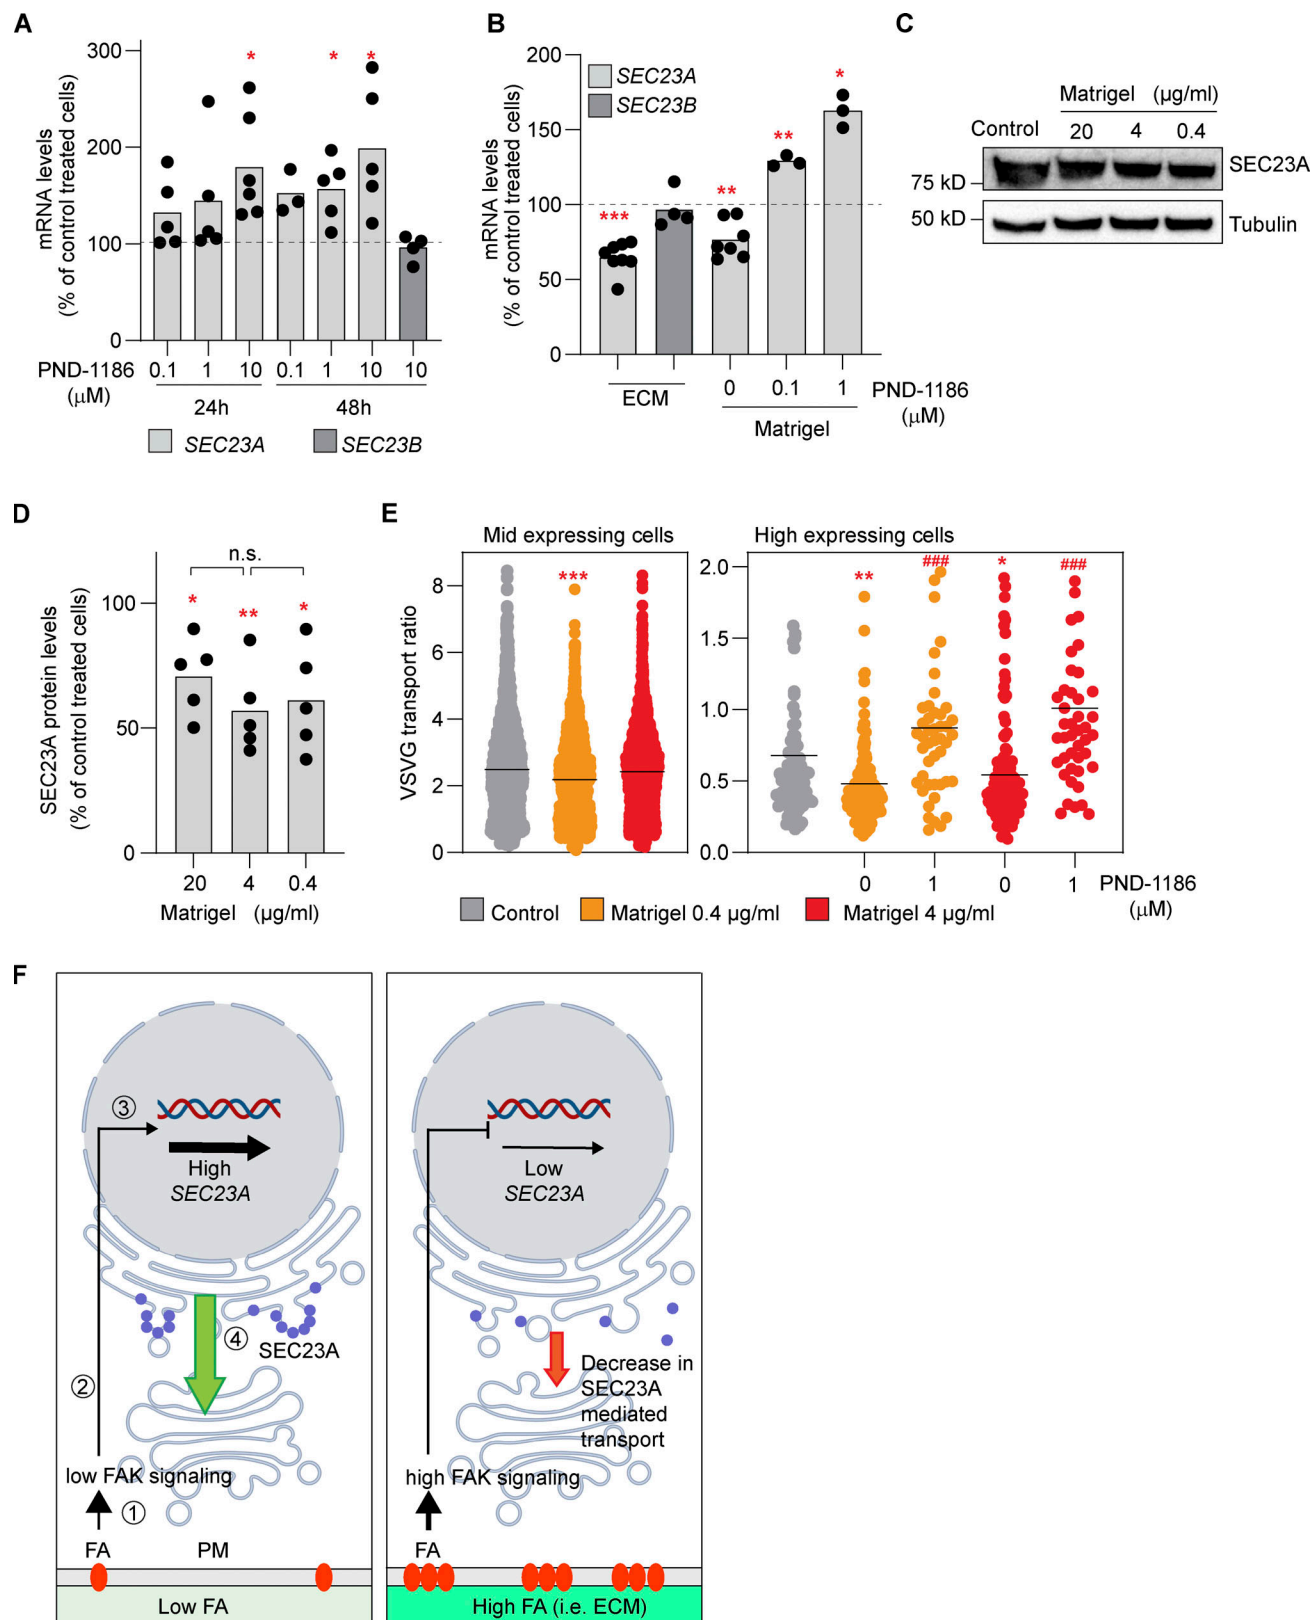 A
300
200
100
0
mRNA levels
(% of control treated cells)
*
*
*
PND-1186
(μM)
0.1
1
10
0.1
1
10
10
24h
48h
SEC23A
SEC23B
B
200
150
100
50
0
mRNA levels
(% of control treated cells)
SEC23A
SEC23B
***
**
**
*
ECM
0
0.1
1
PND-1186
(μM)
Matrigel
C
Matrigel (μg/ml)
Control
20
4
0.4
75 kD
SEC23A
50 kD
Tubulin
D
n.s.
100
50
0
SEC23A protein levels
(% of control treated cells)
*
**
*
20
4
0.4
Matrigel (μg/ml)
E
Mid expressing cells
High expressing cells
VSVG transport ratio
8
6
4
2
0
***
2.0
1.5
1.0
0.5
0.0
**
###
*
###
0
1
0
1
PND-1186
(μM)
Control
Matrigel 0.4 μg/ml
Matrigel 4 μg/ml
F
3
High
SEC23A
4
SEC23A
2
low FAK signaling
1
FA
PM
Low FA
Low
SEC23A
Decrease in
SEC23A
mediated
transport
high FAK signaling
FA
High FA (i.e. ECM)